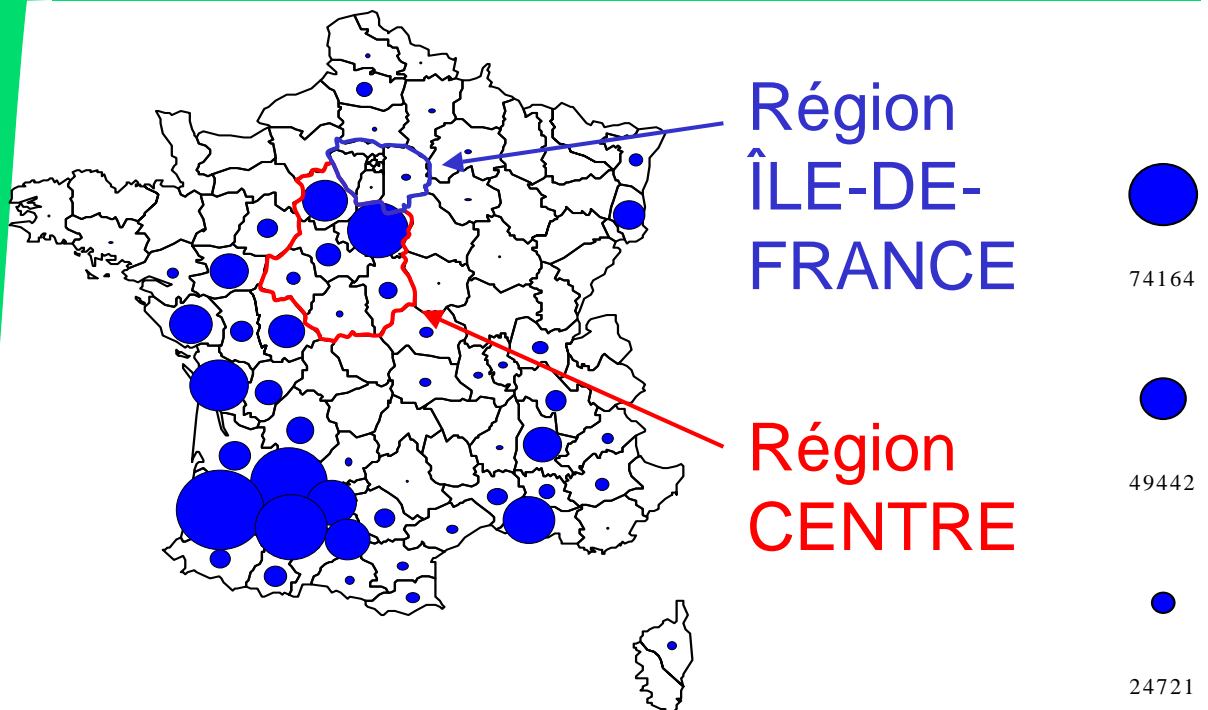 Région
ÎLE-DE-
FRANCE
Région
CENTRE
74164
49442
24721